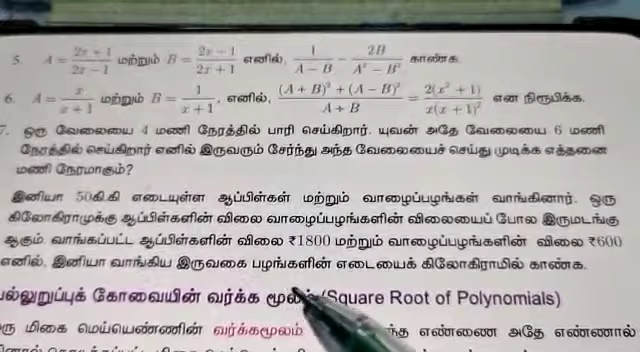 5. A = (2x + 1)/(2x − 1) மற்றும் B = (2x − 1)/(2x + 1) எனில், 1/(A − B) − 2B/(A² − B²) காண்க.
6. A = x/(x + 1) மற்றும் B = 1/(x + 1), எனில், ((A + B)² + (A − B)²)/(A ÷ B) = 2(x² + 1)/(x(x + 1)²) என நிரூபிக்க.
7. ஒரு வேலையை 4 மணி நேரத்தில் பாரி செய்கிறார். யுவன் அதே வேலையை 6 மணி
நேரத்தில் செய்கிறார் எனில் இருவரும் சேர்ந்து அந்த வேலையைச் செய்து முடிக்க எத்தனை
மணி நேரமாகும்?
இனியா 50கி.கி எடையுள்ள ஆப்பிள்கள் மற்றும் வாழைப்பழங்கள் வாங்கினார். ஒரு
கிலோகிராமுக்கு ஆப்பிள்களின் விலை வாழைப்பழங்களின் விலையைப் போல இருமடங்கு
ஆகும். வாங்கப்பட்ட ஆப்பிள்களின் விலை ₹1800 மற்றும் வாழைப்பழங்களின் விலை ₹600
எனில், இனியா வாங்கிய இருவகை பழங்களின் எடையைக் கிலோகிராமில் காண்க.
பல்லுறுப்புக் கோவையின் வர்க்க மூலம் (Square Root of Polynomials)
ஒரு மிகை மெய்யெண்ணின் வர்க்கமூலம் எண்ணை அதே எண்ணால்